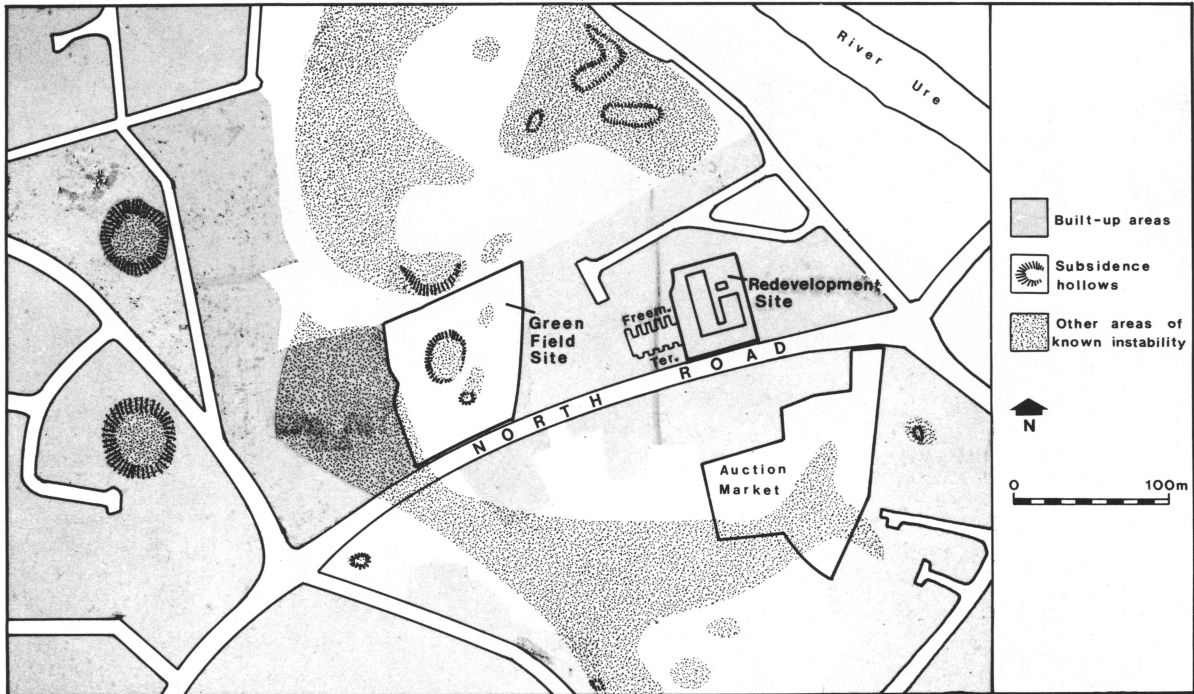 River Ure
Redevelopment
Site
Freem.
Ter.
Green
Field
Site
NORTH ROAD
Auction
Market
Built-up areas
Subsidence
hollows
Other areas of
known instability
N
0 100m